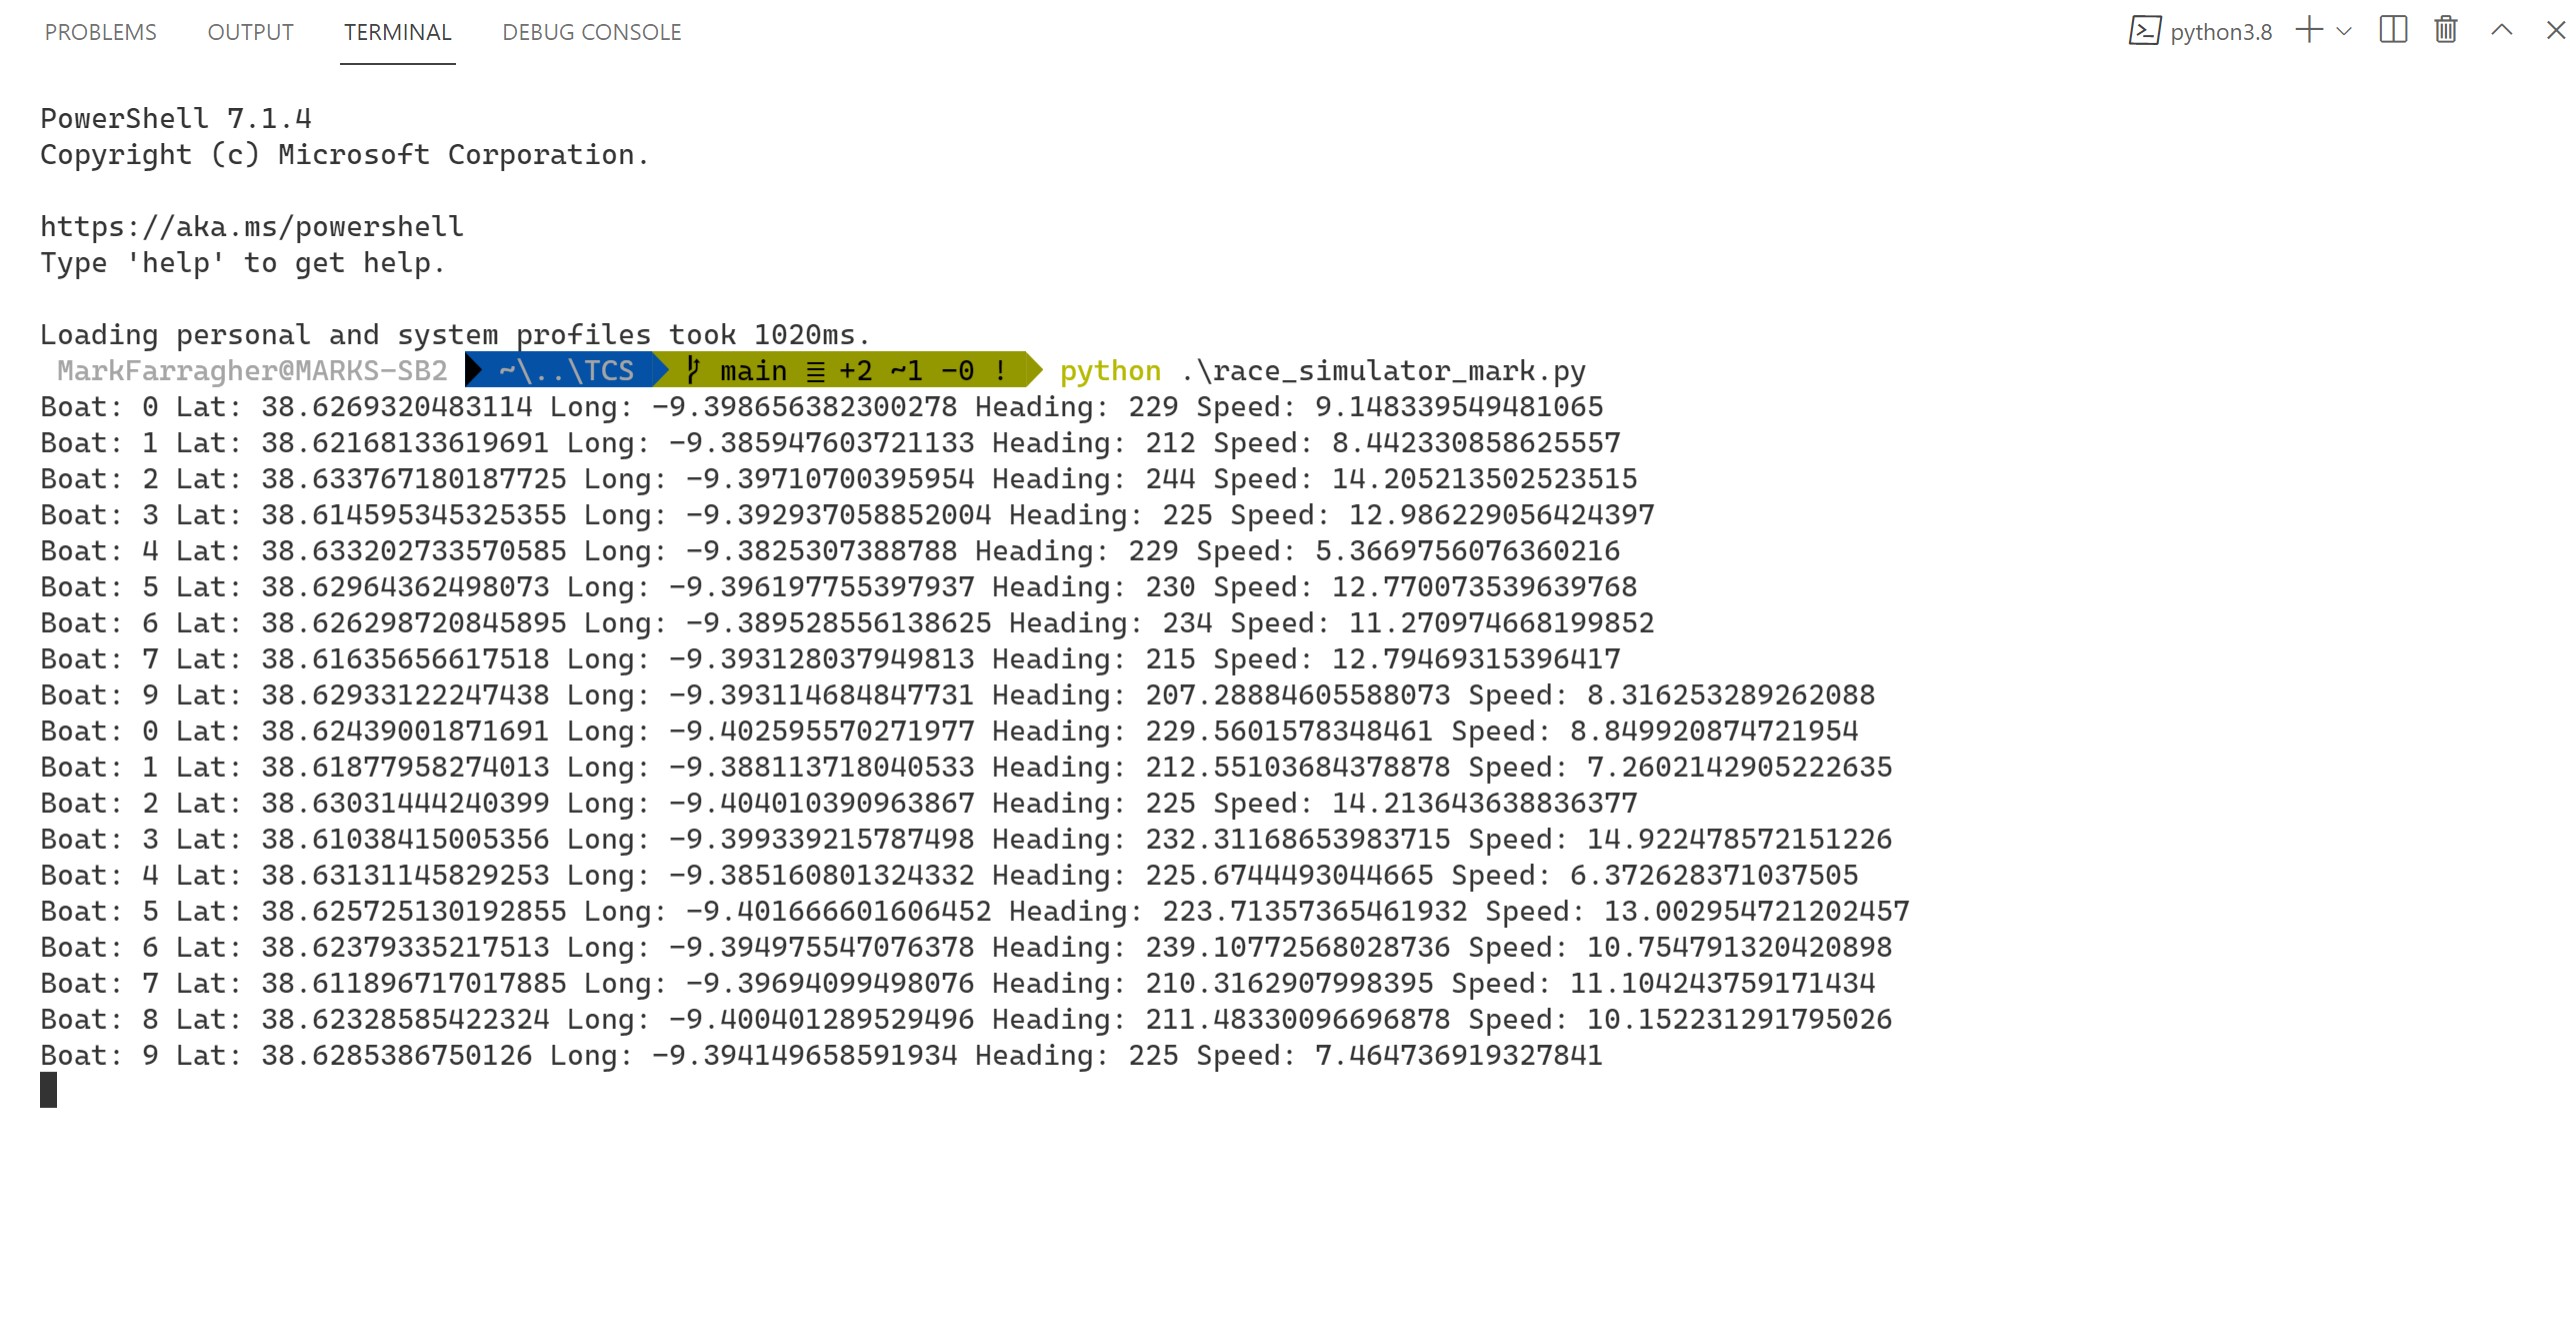 PROBLEMS OUTPUT TERMINAL DEBUG CONSOLE python3.8
PowerShell 7.1.4
Copyright (c) Microsoft Corporation.
https://aka.ms/powershell
Type 'help' to get help.
Loading personal and system profiles took 1020ms.
MarkFarragher@MARKS-SB2 ~\..\TCS main ≣ +2 ~1 -0 ! python .\race_simulator_mark.py
Boat: 0 Lat: 38.6269320483114 Long: -9.398656382300278 Heading: 229 Speed: 9.148339549481065
Boat: 1 Lat: 38.62168133619691 Long: -9.385947603721133 Heading: 212 Speed: 8.442330858625557
Boat: 2 Lat: 38.633767180187725 Long: -9.39710700395954 Heading: 244 Speed: 14.205213502523515
Boat: 3 Lat: 38.614595345325355 Long: -9.392937058852004 Heading: 225 Speed: 12.986229056424397
Boat: 4 Lat: 38.633202733570585 Long: -9.3825307388788 Heading: 229 Speed: 5.3669756076360216
Boat: 5 Lat: 38.62964362498073 Long: -9.396197755397937 Heading: 230 Speed: 12.770073539639768
Boat: 6 Lat: 38.626298720845895 Long: -9.389528556138625 Heading: 234 Speed: 11.270974668199852
Boat: 7 Lat: 38.61635656617518 Long: -9.393128037949813 Heading: 215 Speed: 12.79469315396417
Boat: 9 Lat: 38.62933122247438 Long: -9.393114684847731 Heading: 207.28884605588073 Speed: 8.316253289262088
Boat: 0 Lat: 38.62439001871691 Long: -9.402595570271977 Heading: 229.5601578348461 Speed: 8.849920874721954
Boat: 1 Lat: 38.61877958274013 Long: -9.388113718040533 Heading: 212.55103684378878 Speed: 7.2602142905222635
Boat: 2 Lat: 38.63031444240399 Long: -9.404010390963867 Heading: 225 Speed: 14.213643638836377
Boat: 3 Lat: 38.61038415005356 Long: -9.399339215787498 Heading: 232.31168653983715 Speed: 14.922478572151226
Boat: 4 Lat: 38.63131145829253 Long: -9.385160801324332 Heading: 225.6744493044665 Speed: 6.372628371037505
Boat: 5 Lat: 38.625725130192855 Long: -9.401666601606452 Heading: 223.71357365461932 Speed: 13.002954721202457
Boat: 6 Lat: 38.62379335217513 Long: -9.394975547076378 Heading: 239.10772568028736 Speed: 10.754791320420898
Boat: 7 Lat: 38.611896717017885 Long: -9.39694099498076 Heading: 210.3162907998395 Speed: 11.104243759171434
Boat: 8 Lat: 38.62328585422324 Long: -9.400401289529496 Heading: 211.48330096696878 Speed: 10.152231291795026
Boat: 9 Lat: 38.6285386750126 Long: -9.394149658591934 Heading: 225 Speed: 7.464736919327841